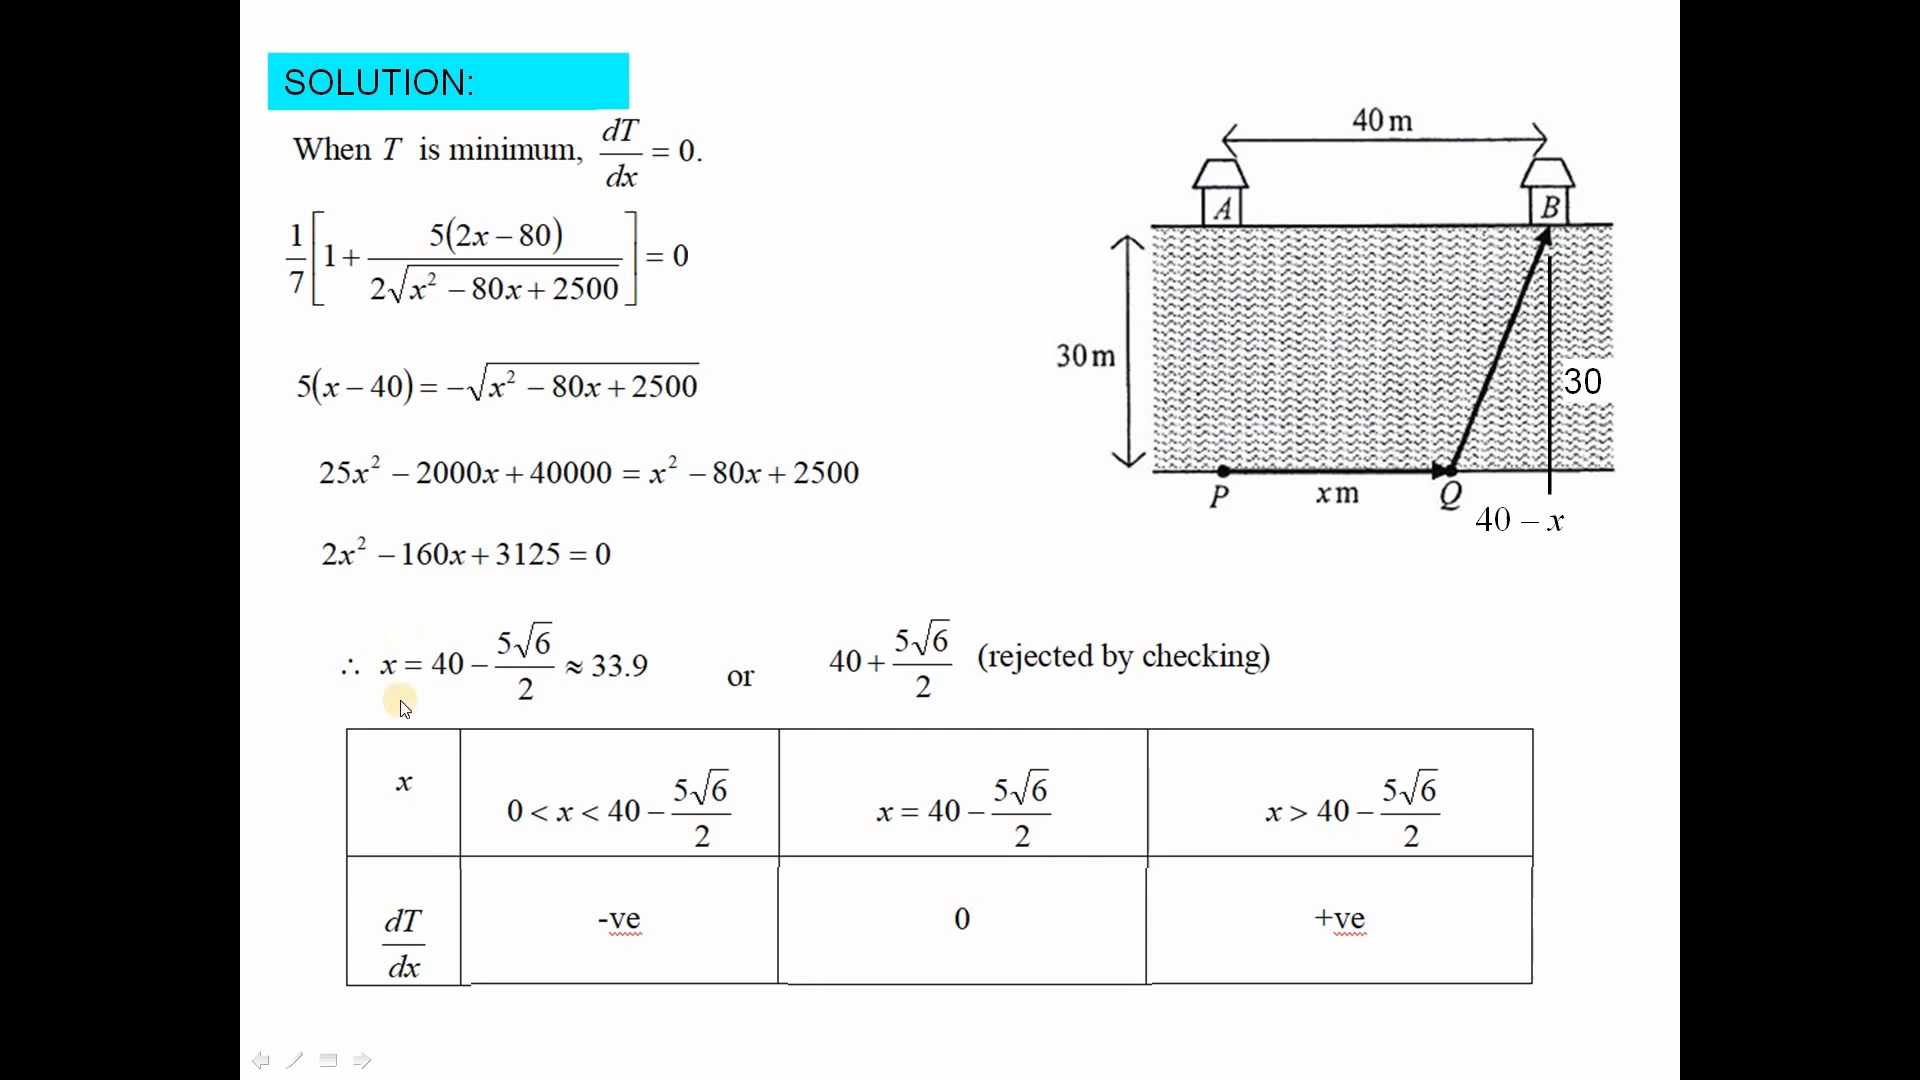 SOLUTION:
When T is minimum, dT/dx = 0.
1/7[1 + 5(2x − 80)/(2√(x² − 80x + 2500))] = 0
5(x − 40) = −√(x² − 80x + 2500)
25x² − 2000x + 40000 = x² − 80x + 2500
2x² − 160x + 3125 = 0
∴ x = 40 − 5√6/2 ≈ 33.9 or 40 + 5√6/2 (rejected by checking)
40 m
A B
30 m
30
P x m Q
40 − x
x 0 < x < 40 − 5√6/2 x = 40 − 5√6/2 x > 40 − 5√6/2
dT/dx -ve 0 +ve